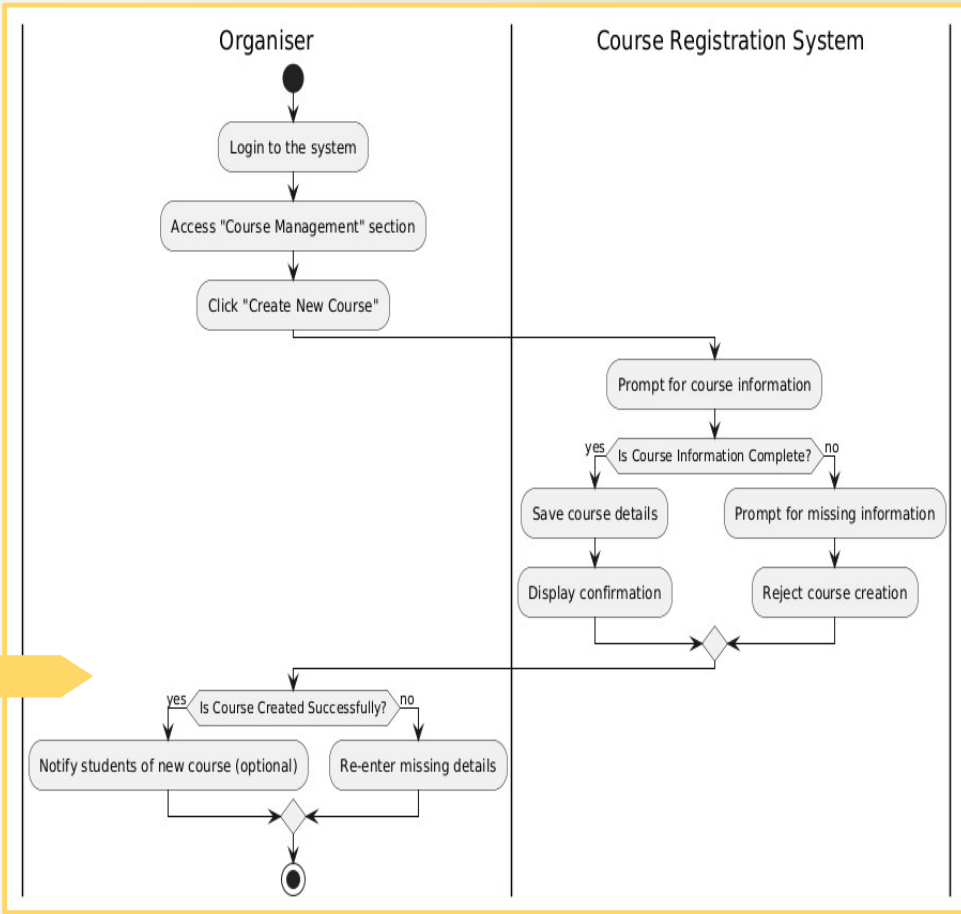 Organiser
Course Registration System
Login to the system
Access "Course Management" section
Click "Create New Course"
Prompt for course information
yes
Is Course Information Complete?
no
Save course details
Prompt for missing information
Display confirmation
Reject course creation
yes
Is Course Created Successfully?
no
Notify students of new course (optional)
Re-enter missing details